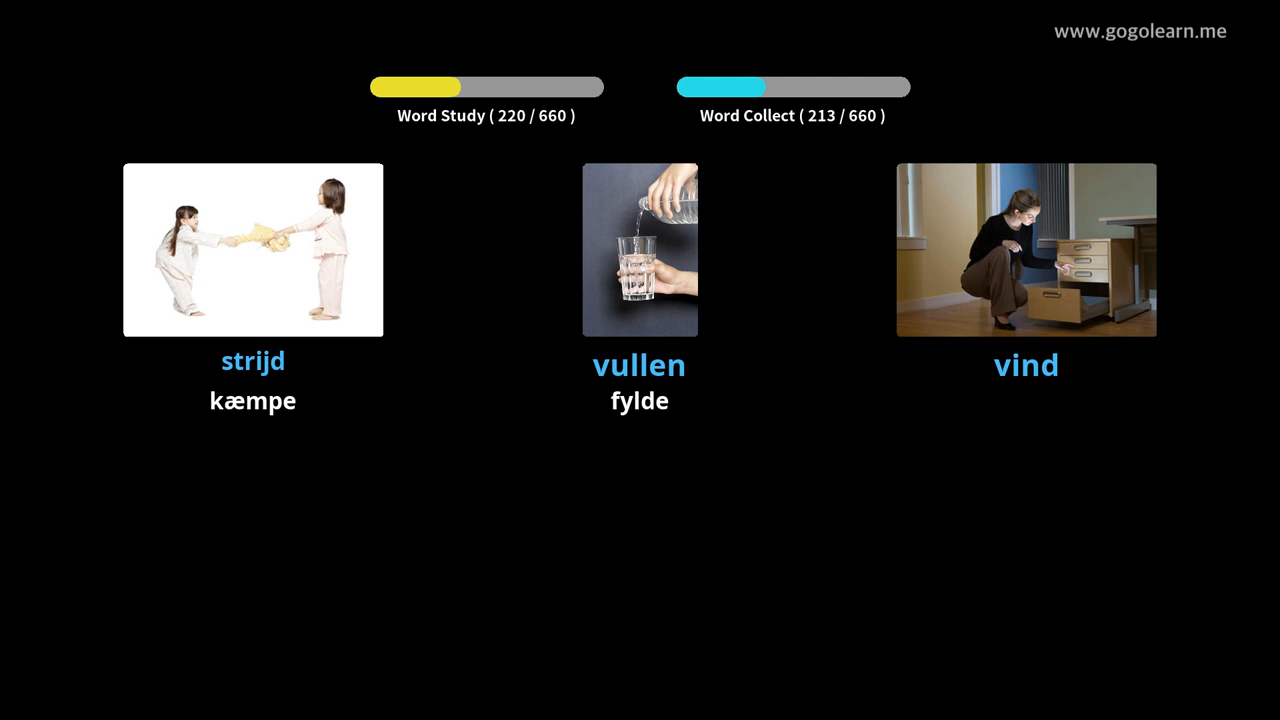 www.gogolearn.me
Word Study ( 220 / 660 )
Word Collect ( 213 / 660 )
strijd
kæmpe
vullen
fylde
vind